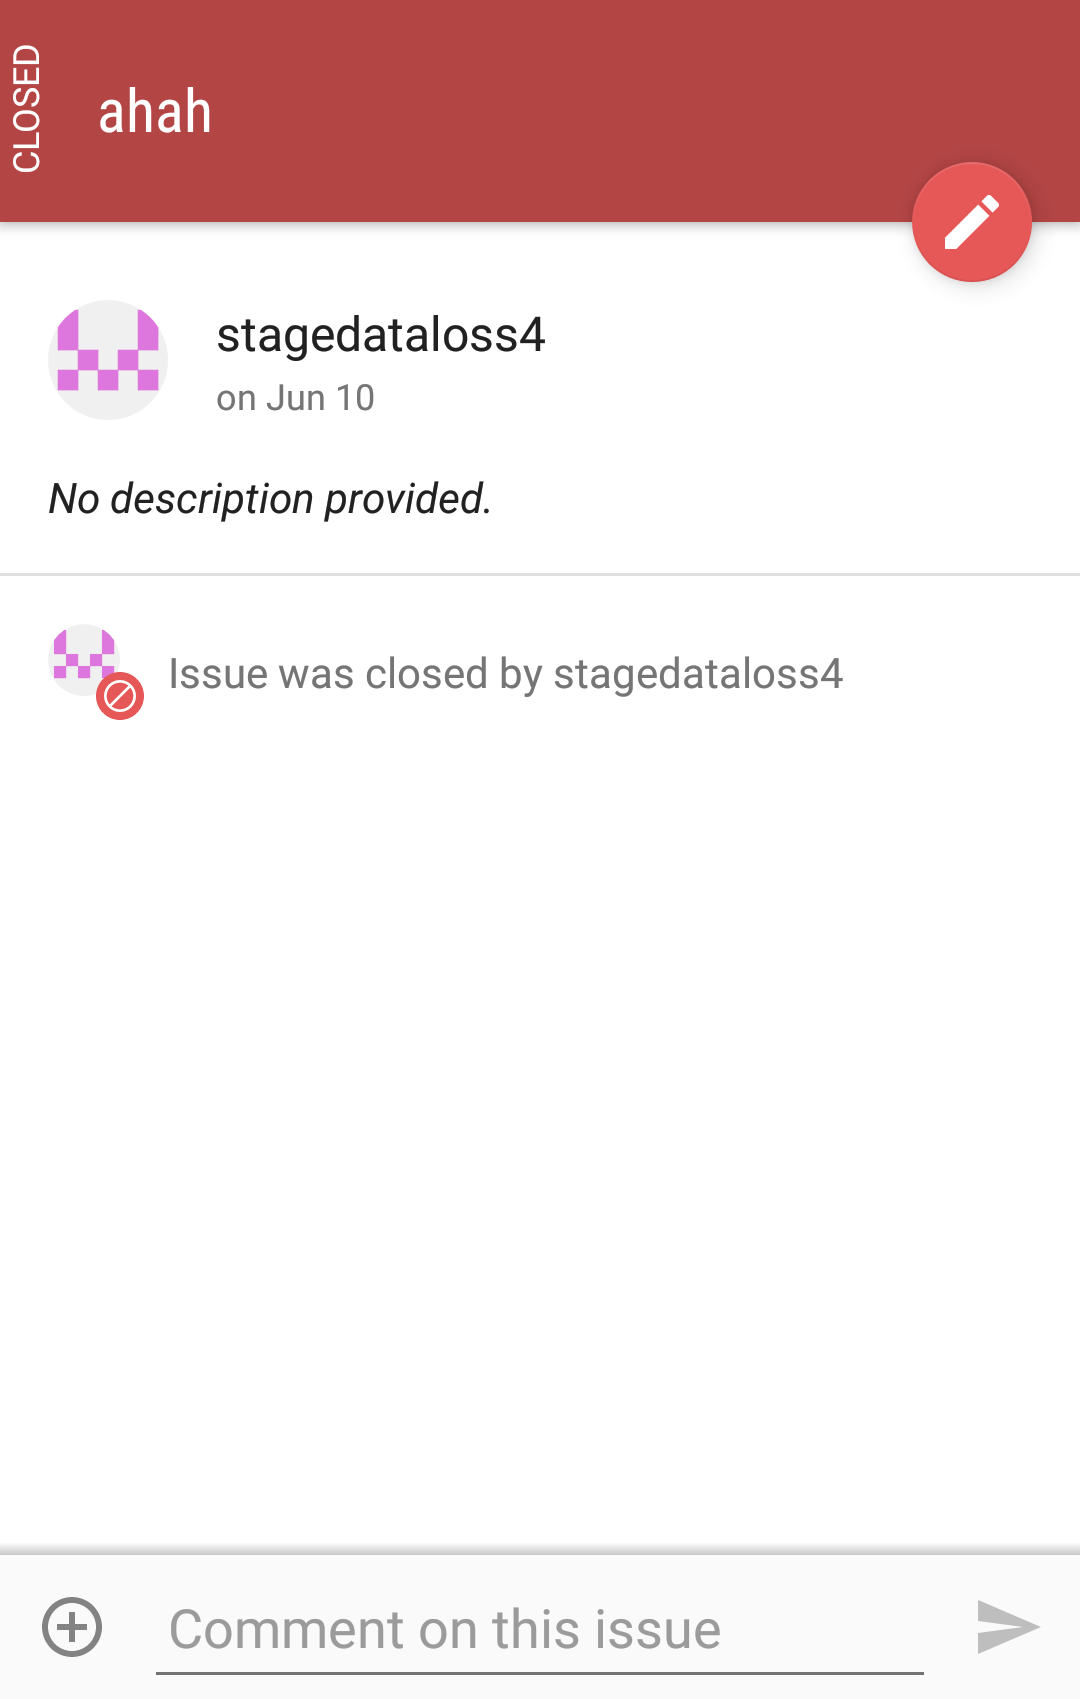 CLOSED
ahah
stagedataloss4
on Jun 10
No description provided.
Issue was closed by stagedataloss4
Comment on this issue